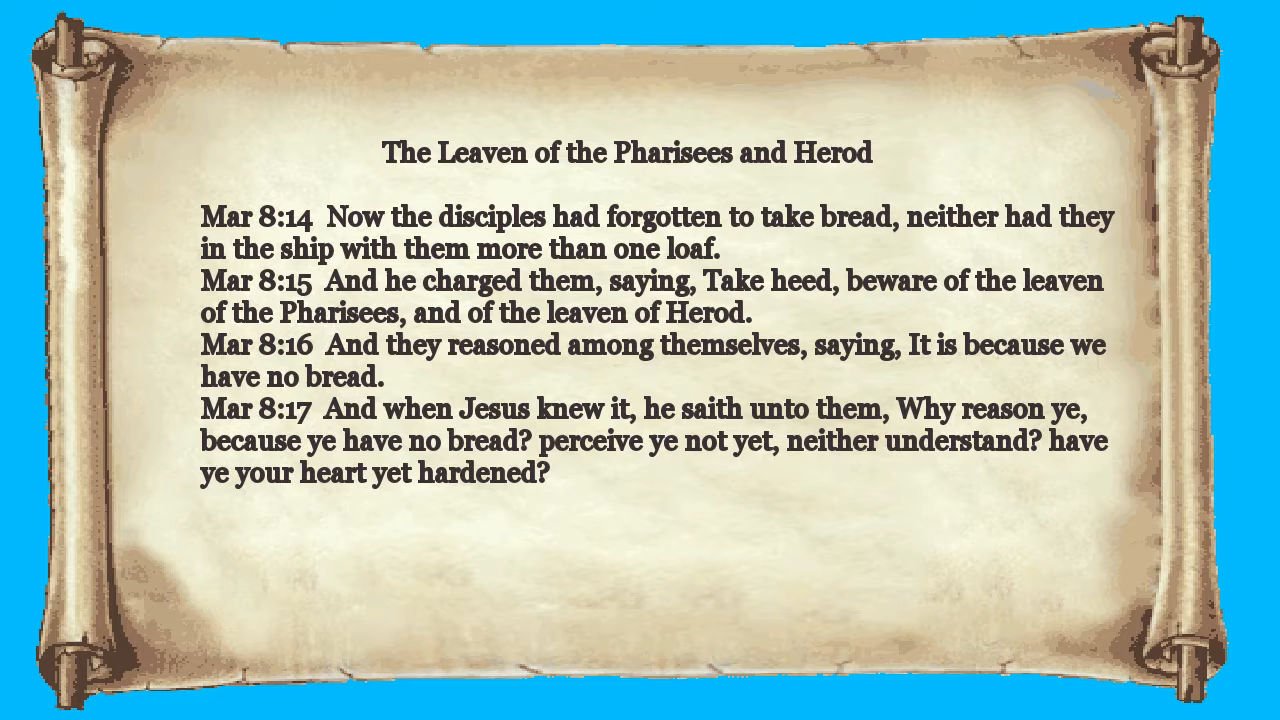 The Leaven of the Pharisees and Herod
Mar 8:14  Now the disciples had forgotten to take bread, neither had they
in the ship with them more than one loaf.
Mar 8:15  And he charged them, saying, Take heed, beware of the leaven
of the Pharisees, and of the leaven of Herod.
Mar 8:16  And they reasoned among themselves, saying, It is because we
have no bread.
Mar 8:17  And when Jesus knew it, he saith unto them, Why reason ye,
because ye have no bread? perceive ye not yet, neither understand? have
ye your heart yet hardened?